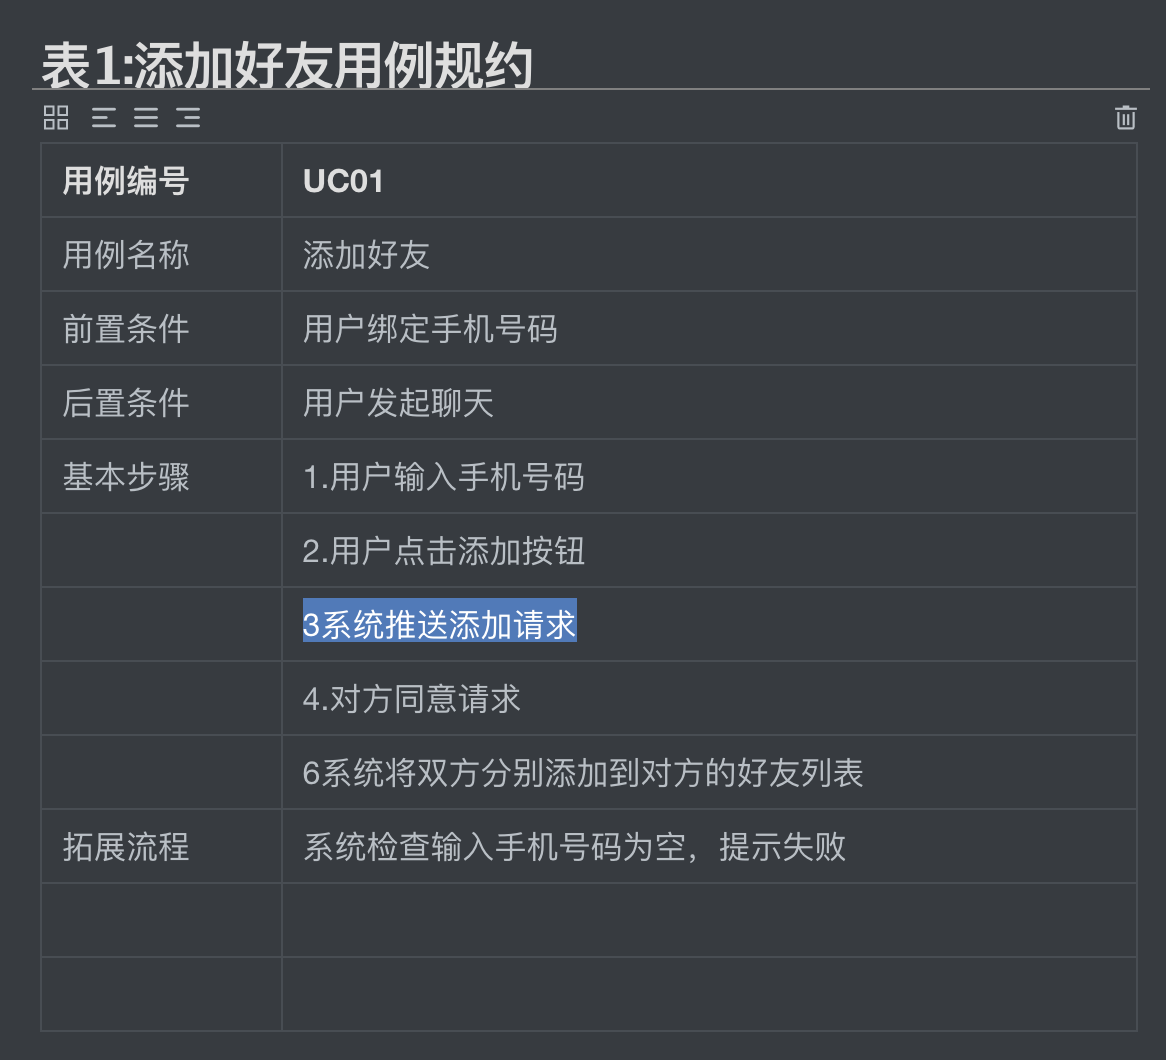 表1:添加好友用例规约
用例编号 UC01
用例名称 添加好友
前置条件 用户绑定手机号码
后置条件 用户发起聊天
基本步骤 1.用户输入手机号码
2.用户点击添加按钮
3系统推送添加请求
4.对方同意请求
6系统将双方分别添加到对方的好友列表
拓展流程 系统检查输入手机号码为空，提示失败